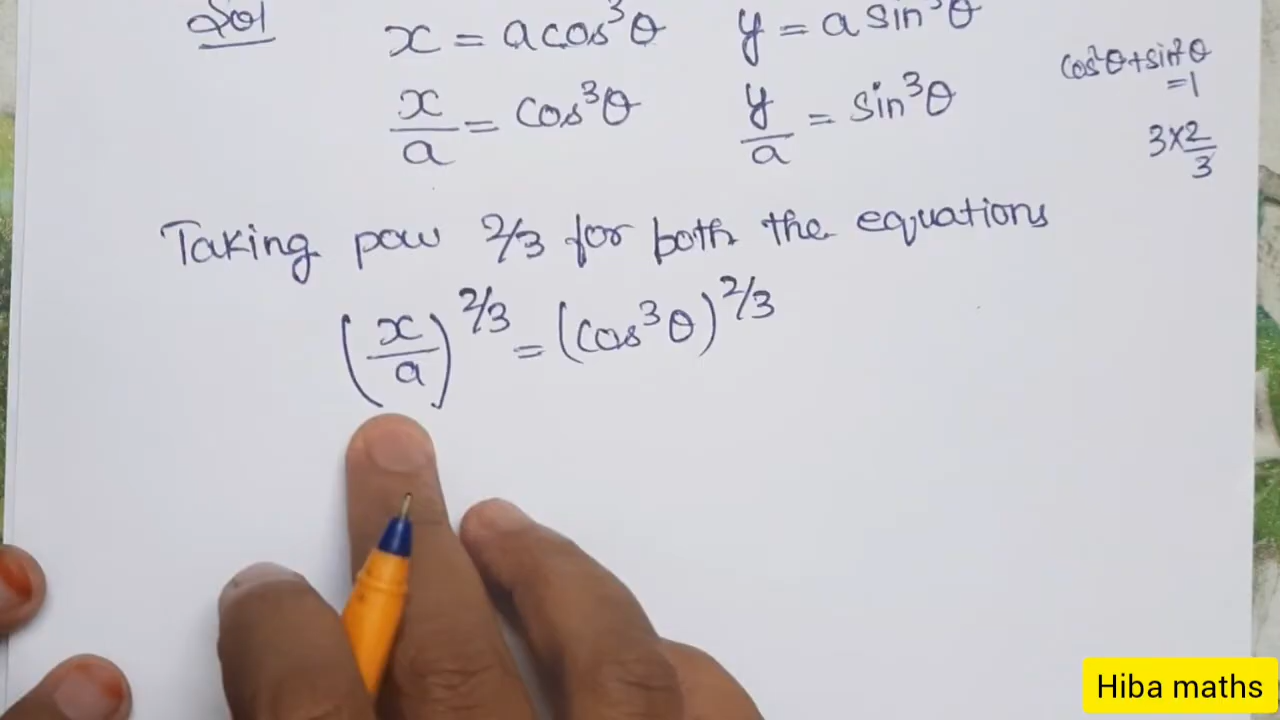 Sol
x = a cos³θ y = a sin³θ
x/a = cos³θ y/a = sin³θ
cos²θ + sin²θ
= 1
3 × 2/3
Taking pow 2/3 for both the equations
(x/a)^2/3 = (cos³θ)^2/3
Hiba maths